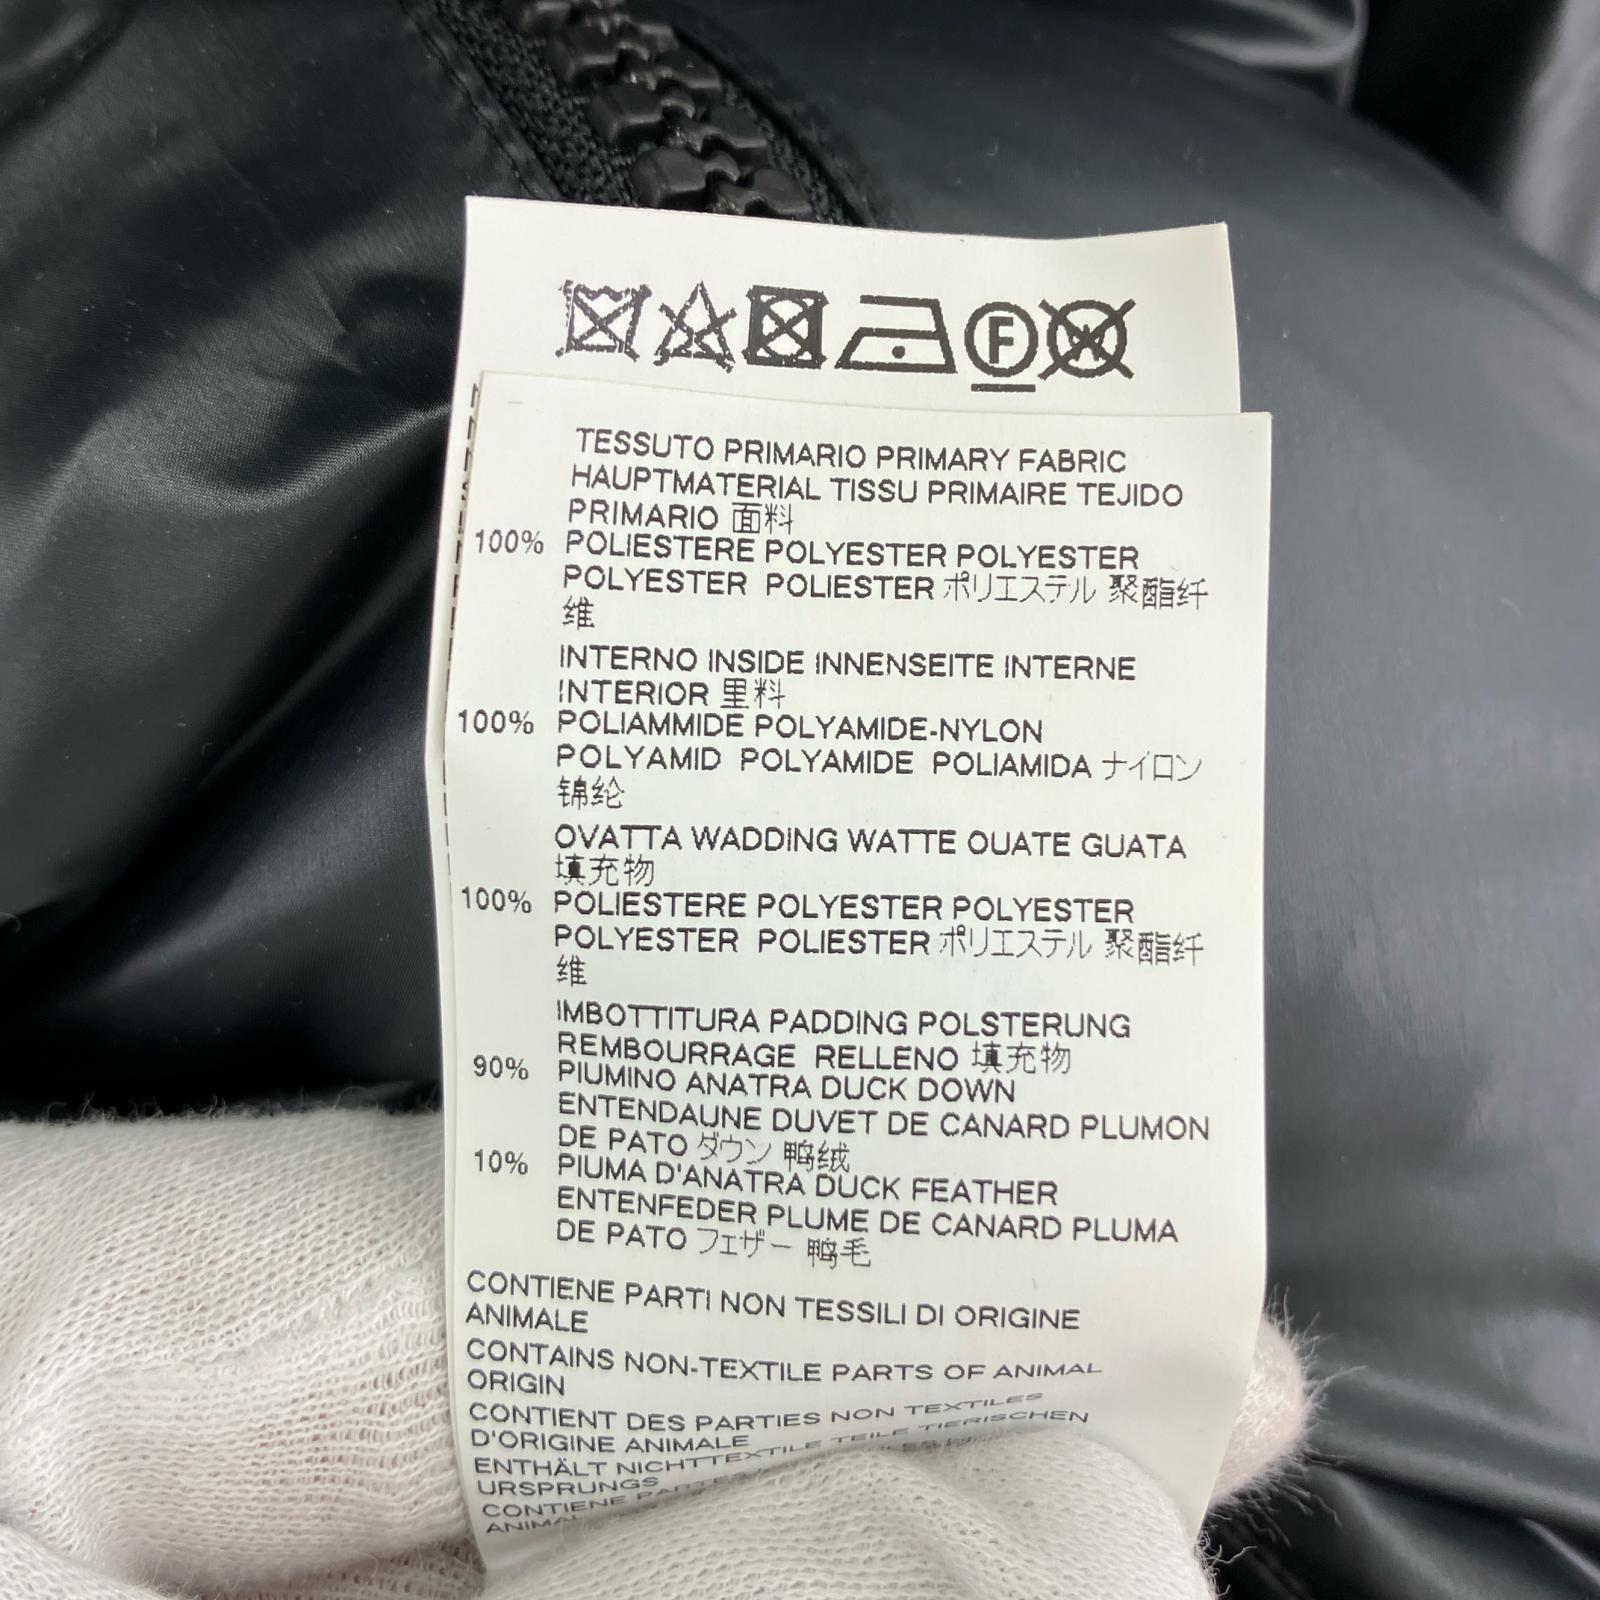 F
TESSUTO PRIMARIO PRIMARY FABRIC
HAUPTMATERIAL TISSU PRIMAIRE TEJIDO
PRIMARIO 面料
100% POLIESTERE POLYESTER POLYESTER
POLYESTER POLIESTER ポリエステル 聚酯纤
维
INTERNO INSIDE INNENSEITE INTERNE
INTERIOR 里料
100% POLIAMMIDE POLYAMIDE-NYLON
POLYAMID POLYAMIDE POLIAMIDA ナイロン
锦纶
OVATTA WADDING WATTE OUATE GUATA
填充物
100% POLIESTERE POLYESTER POLYESTER
POLYESTER POLIESTER ポリエステル 聚酯纤
维
IMBOTTITURA PADDING POLSTERUNG
REMBOURRAGE RELLENO 填充物
90% PIUMINO ANATRA DUCK DOWN
ENTENDAUNE DUVET DE CANARD PLUMON
DE PATO ダウン 鸭绒
10% PIUMA D'ANATRA DUCK FEATHER
ENTENFEDER PLUME DE CANARD PLUMA
DE PATO フェザー 鸭毛
CONTIENE PARTI NON TESSILI DI ORIGINE
ANIMALE
CONTAINS NON-TEXTILE PARTS OF ANIMAL
ORIGIN
CONTIENT DES PARTIES NON TEXTILES
D'ORIGINE ANIMALE
ENTHÄLT NICHTTEXTILE TEILE TIERISCHEN
URSPRUNGS
CONTIENE